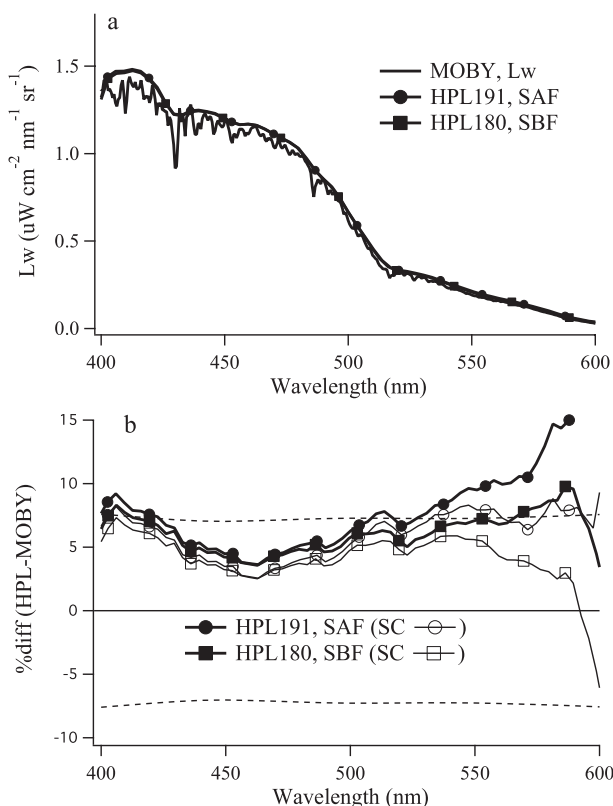 a
1.5
1.0
0.5
0.0
Lw (uW cm-2 nm-1 sr-1)
MOBY, Lw
HPL191, SAF
HPL180, SBF
400 450 500 550 600
Wavelength (nm)
b
15
10
5
0
-5
-10
%diff (HPL-MOBY)
HPL191, SAF (SC )
HPL180, SBF (SC )
400 450 500 550 600
Wavelength (nm)